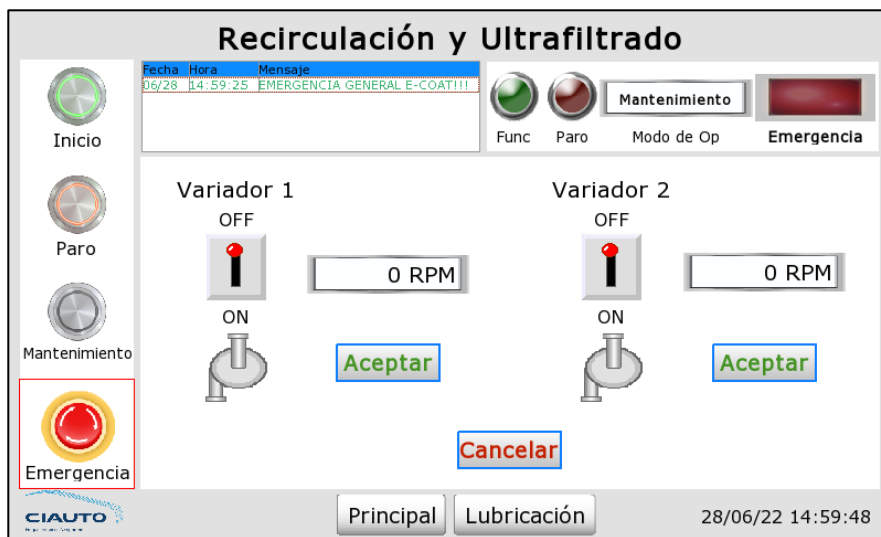 Recirculación y Ultrafiltrado
Fecha Hora Mensaje
06/28 14:59:25 EMERGENCIA GENERAL E-COAT!!!
Inicio
Paro
Mantenimiento
Emergencia
Func
Paro
Mantenimiento
Modo de Op
Emergencia
Variador 1
OFF
ON
0 RPM
Aceptar
Variador 2
OFF
ON
0 RPM
Aceptar
Cancelar
CIAUTO
Principal
Lubricación
28/06/22 14:59:48